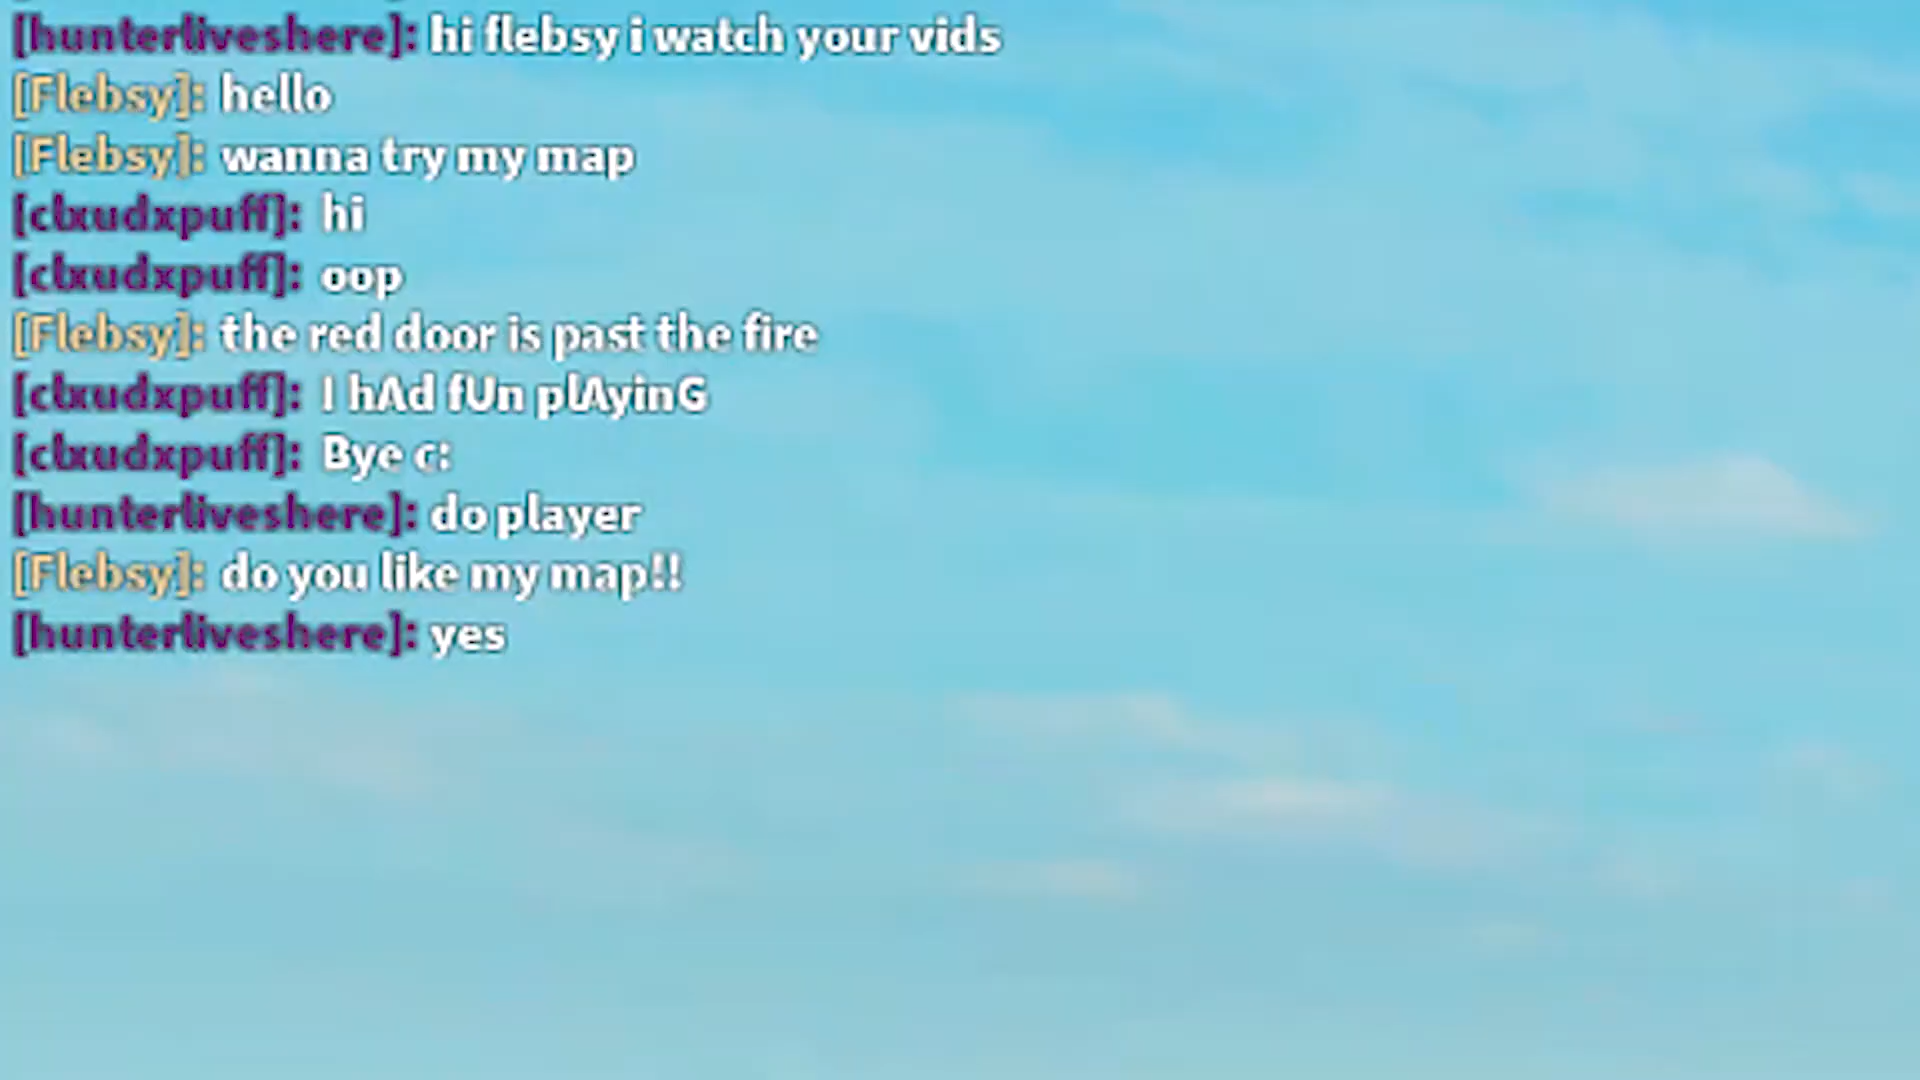 [hunterliveshere]: hi flebsy i watch your vids
[Flebsy]: hello
[Flebsy]: wanna try my map
[clxudxpuff]: hi
[clxudxpuff]: oop
[Flebsy]: the red door is past the fire
[clxudxpuff]: I hAd fUn plAyinG
[clxudxpuff]: Bye c:
[hunterliveshere]: do player
[Flebsy]: do you like my map!!
[hunterliveshere]: yes